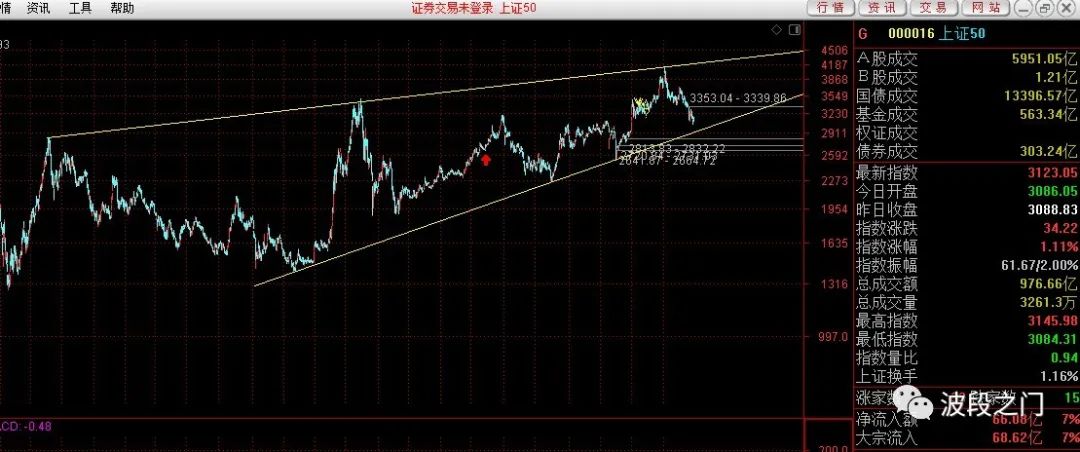 情 资讯 工具 帮助 证券交易未登录 上证50 行情 资讯 交易 网站
93
G 000016 上证50
3353.04 - 3339.86
2813.83 - 2832.22
2641.87 - 2664.72
4506
4187
3868
3549
3230
2911
2592
2273
1954
1635
1316
997.0
A股成交 5951.05亿
B股成交 1.21亿
国债成交 13396.57亿
基金成交 563.34亿
权证成交
债券成交 303.24亿
最新指数 3123.05
今日开盘 3086.05
昨日收盘 3088.83
指数涨跌 34.22
指数涨幅 1.11%
指数振幅 61.67/2.00%
总成交额 976.66亿
总成交量 3261.3万
最高指数 3145.98
最低指数 3084.31
指数量比 0.94
上证换手 1.16%
涨家 家数 15
波段之门
净流入额 66.08亿 7%
大宗流入 68.62亿 7%
ACD: -0.48
200.0